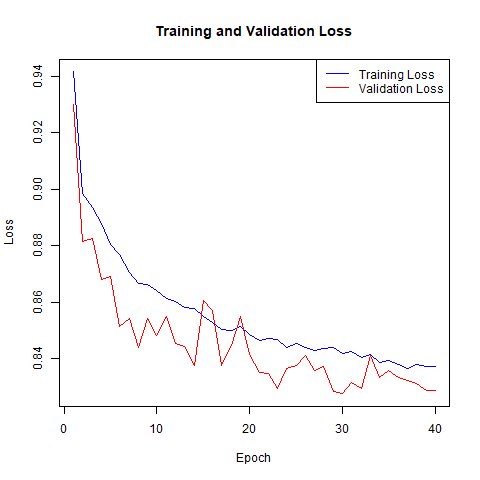 Training and Validation Loss
Training Loss
Validation Loss
Loss
0.94
0.92
0.90
0.88
0.86
0.84
0 10 20 30 40
Epoch